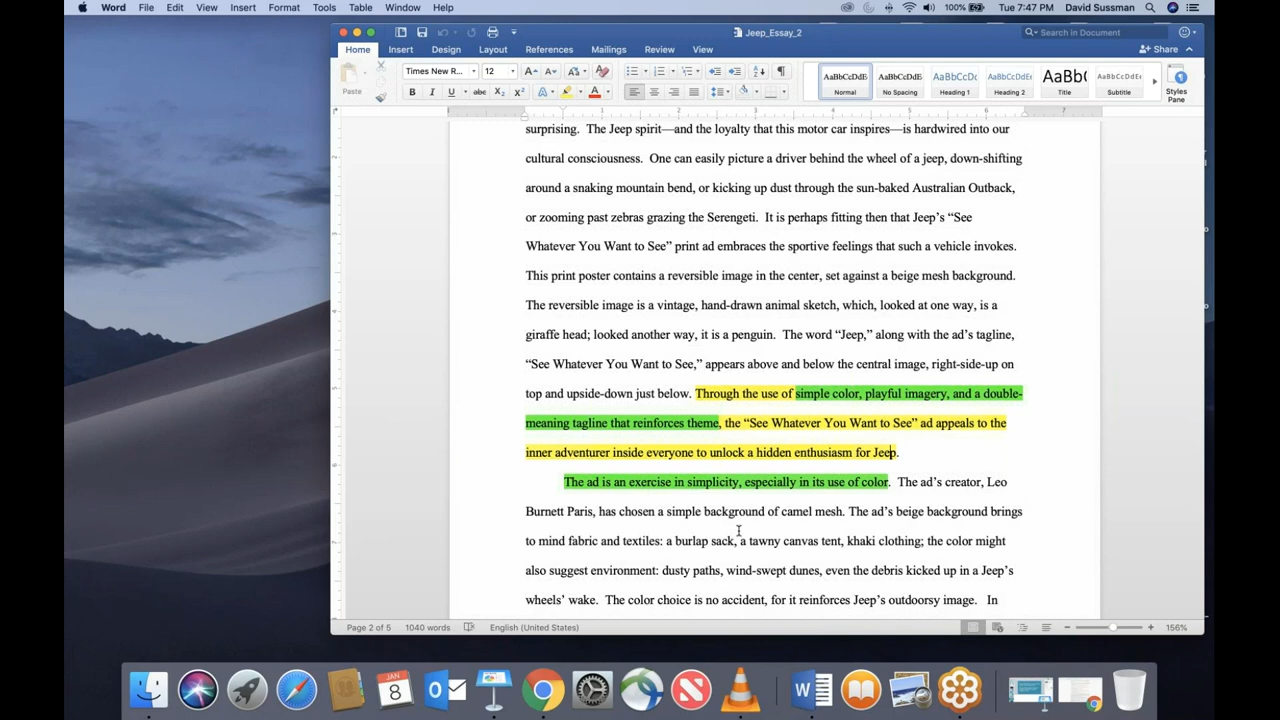 Word File Edit View Insert Format Tools Table Window Help 100% Tue 7:47 PM David Sussman
Jeep_Essay_2 Search in Document
Home Insert Design Layout References Mailings Review View Share
Paste Times New R... 12 AaBbCcDdE AaBbCcDdE AaBbCcDc AaBbCcDdE AaB AaBbCcDdE
Normal No Spacing Heading 1 Heading 2 Title Subtitle Styles Pane
surprising. The Jeep spirit—and the loyalty that this motor car inspires—is hardwired into our
cultural consciousness. One can easily picture a driver behind the wheel of a jeep, down-shifting
around a snaking mountain bend, or kicking up dust through the sun-baked Australian Outback,
or zooming past zebras grazing the Serengeti. It is perhaps fitting then that Jeep’s “See
Whatever You Want to See” print ad embraces the sportive feelings that such a vehicle invokes.
This print poster contains a reversible image in the center, set against a beige mesh background.
The reversible image is a vintage, hand-drawn animal sketch, which, looked at one way, is a
giraffe head; looked another way, it is a penguin. The word “Jeep,” along with the ad’s tagline,
“See Whatever You Want to See,” appears above and below the central image, right-side-up on
top and upside-down just below. Through the use of simple color, playful imagery, and a double-
meaning tagline that reinforces theme, the “See Whatever You Want to See” ad appeals to the
inner adventurer inside everyone to unlock a hidden enthusiasm for Jeep.
The ad is an exercise in simplicity, especially in its use of color. The ad’s creator, Leo
Burnett Paris, has chosen a simple background of camel mesh. The ad’s beige background brings
to mind fabric and textiles: a burlap sack, a tawny canvas tent, khaki clothing; the color might
also suggest environment: dusty paths, wind-swept dunes, even the debris kicked up in a Jeep’s
wheels’ wake. The color choice is no accident, for it reinforces Jeep’s outdoorsy image. In
Page 2 of 5 1040 words English (United States) 156%
JAN 8